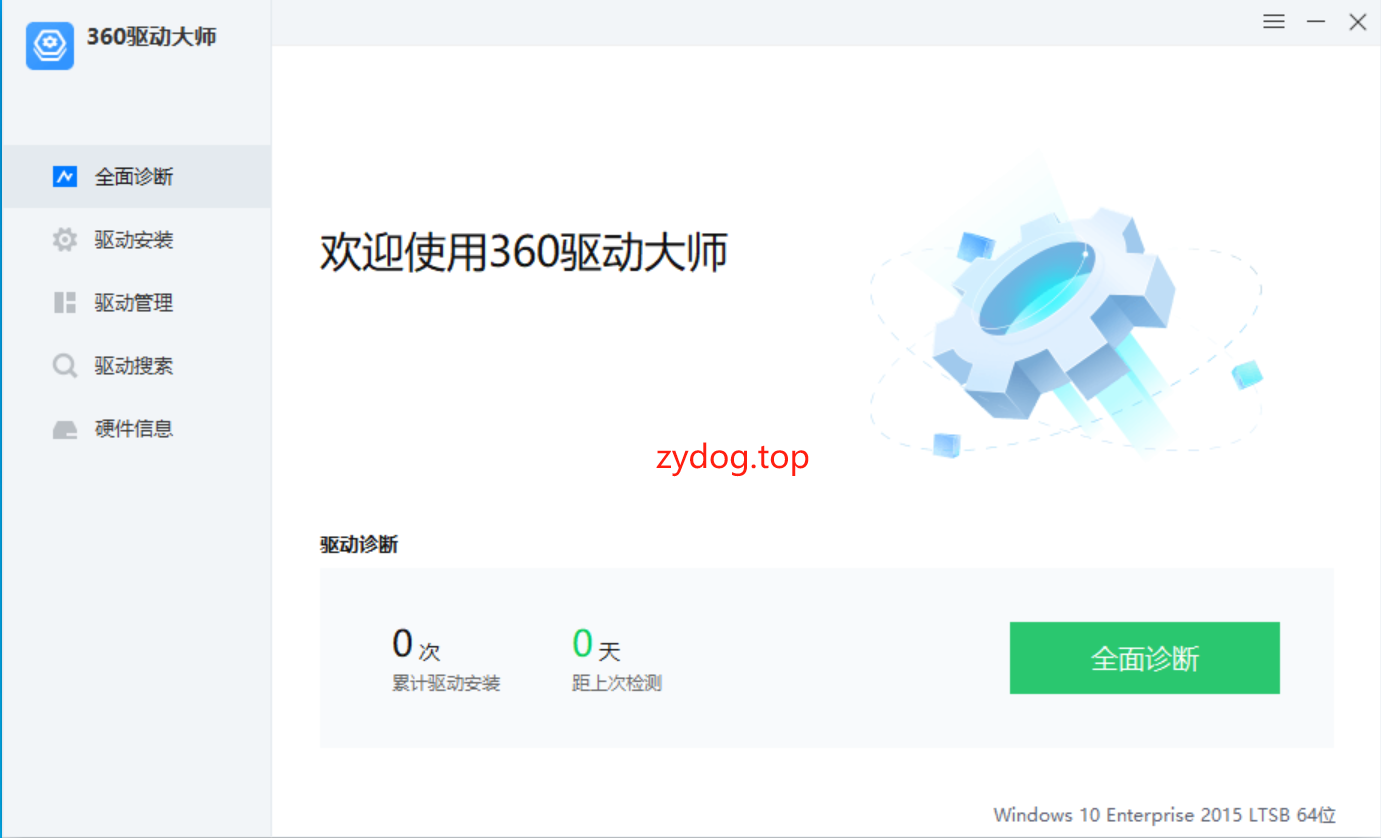 360驱动大师
全面诊断
驱动安装
驱动管理
驱动搜索
硬件信息
欢迎使用360驱动大师
zydog.top
驱动诊断
0次
累计驱动安装
0天
距上次检测
全面诊断
Windows 10 Enterprise 2015 LTSB 64位